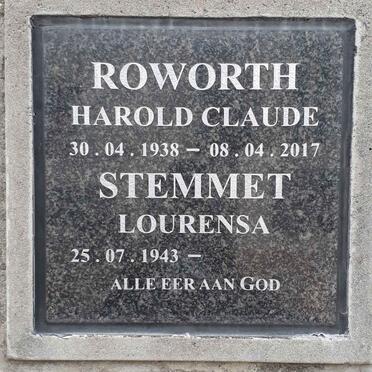 ROWORTH
HAROLD CLAUDE
30.04.1938 – 08.04.2017
STEMMET
LOURENSA
25.07.1943 –
ALLE EER AAN GOD